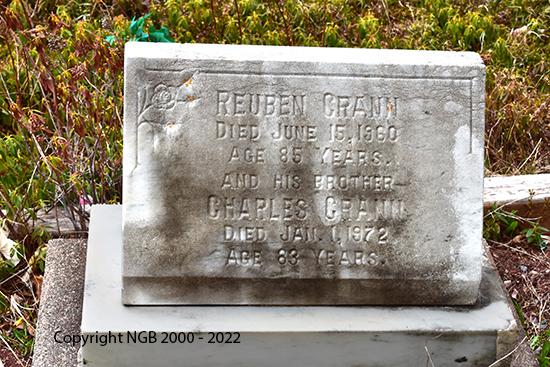 REUBEN CRANN
DIED JUNE 15, 1960
AGE 85 YEARS.
AND HIS BROTHER
CHARLES CRANN
DIED JAN. 1, 1972
AGE 83 YEARS.
Copyright NGB 2000 - 2022